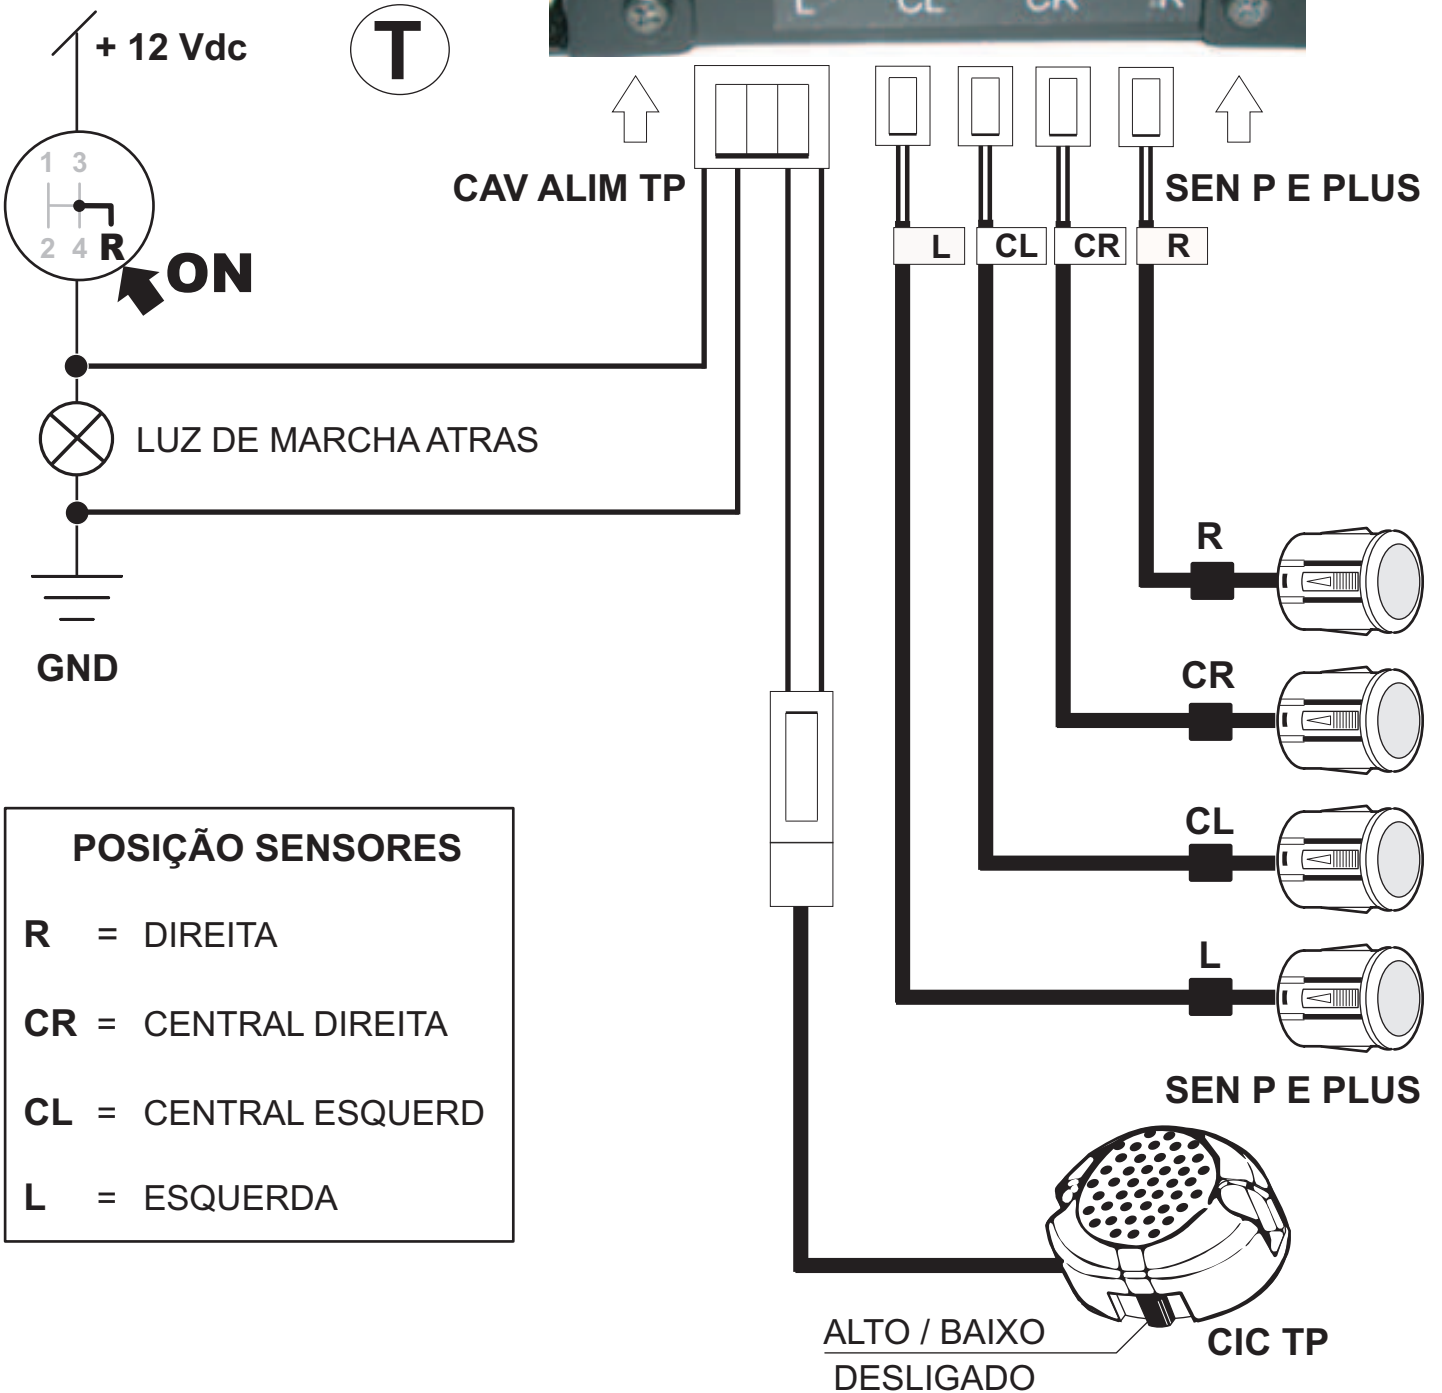 L CL CR R
+ 12 Vdc
T
1 3
2 4 R
ON
CAV ALIM TP
SEN P E PLUS
L CL CR R
LUZ DE MARCHA ATRAS
GND
R
CR
CL
L
SEN P E PLUS
POSIÇÃO SENSORES
R = DIREITA
CR = CENTRAL DIREITA
CL = CENTRAL ESQUERD
L = ESQUERDA
ALTO / BAIXO
DESLIGADO
CIC TP